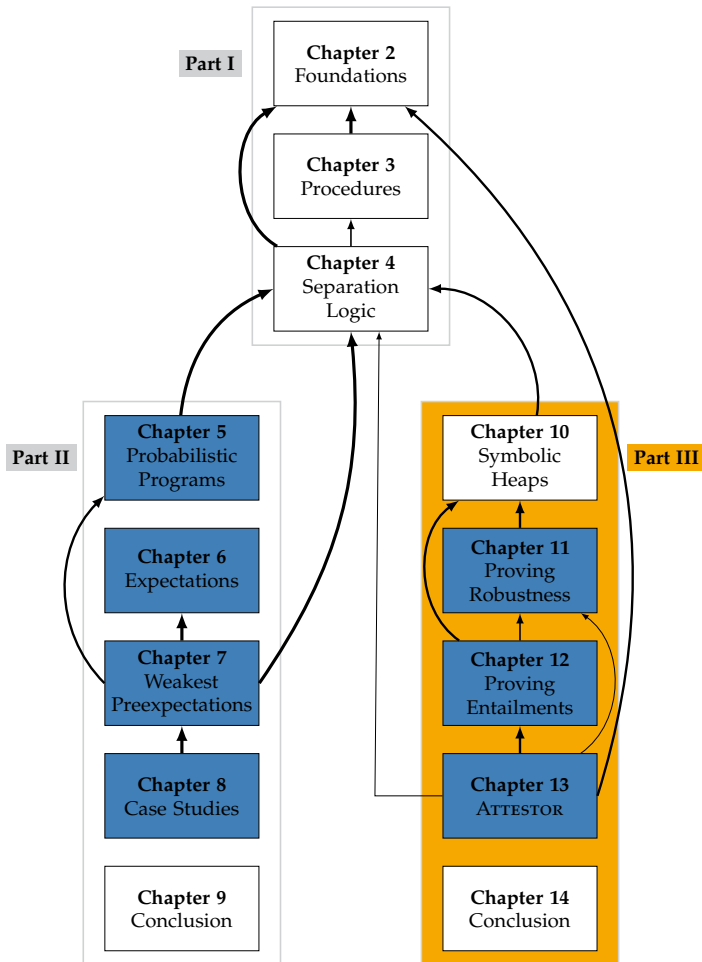 Part I
Chapter 2
Foundations
Chapter 3
Procedures
Chapter 4
Separation
Logic
Part II
Chapter 5
Probabilistic
Programs
Chapter 6
Expectations
Chapter 7
Weakest
Preexpectations
Chapter 8
Case Studies
Chapter 9
Conclusion
Part III
Chapter 10
Symbolic
Heaps
Chapter 11
Proving
Robustness
Chapter 12
Proving
Entailments
Chapter 13
ATTESTOR
Chapter 14
Conclusion